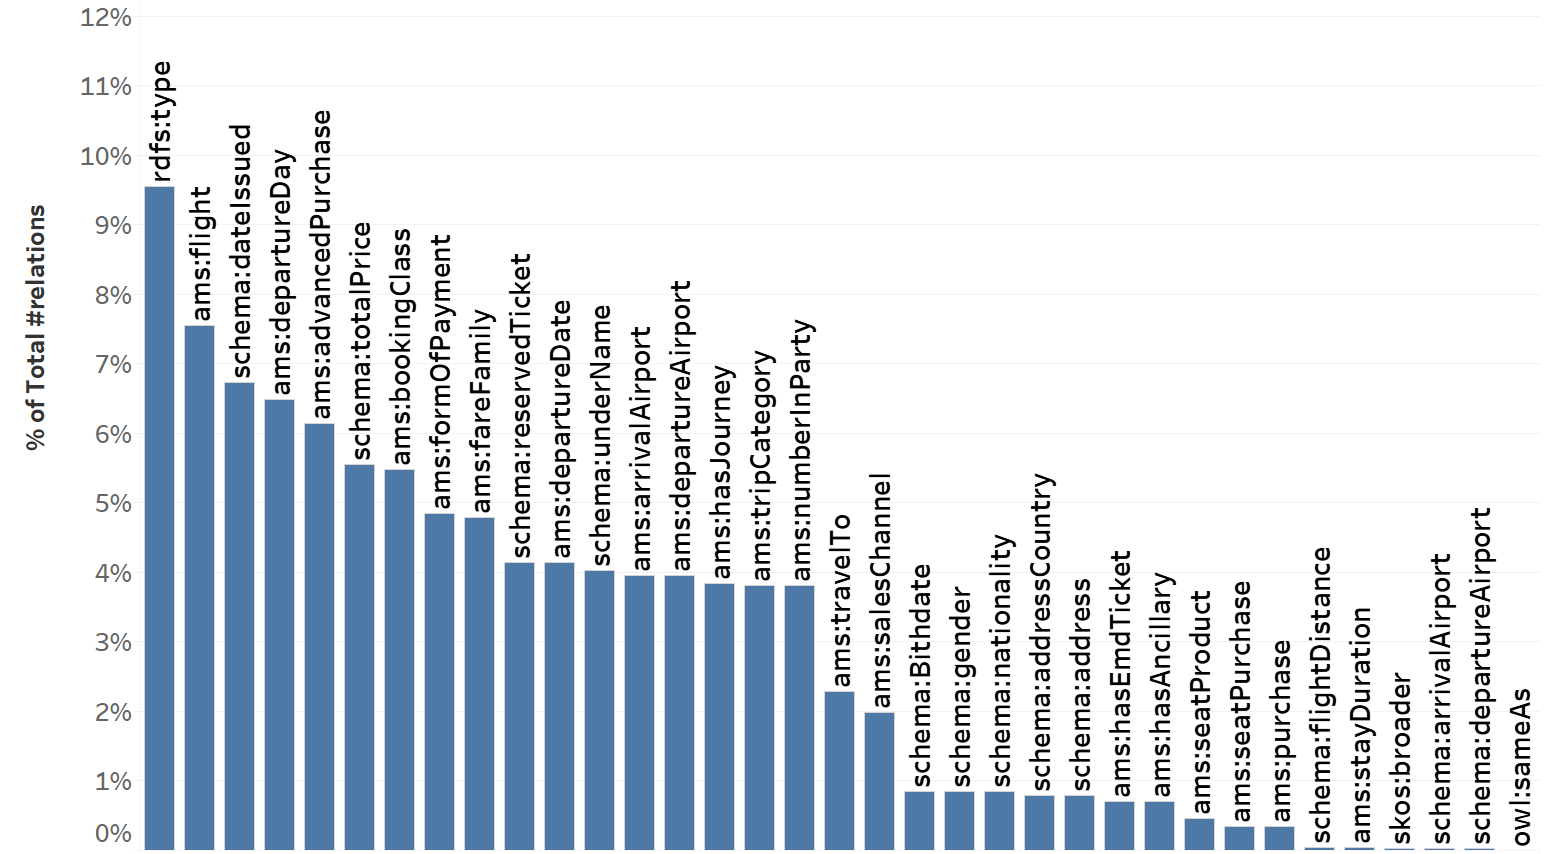 % of Total #relations
12%
11%
10%
9%
8%
7%
6%
5%
4%
3%
2%
1%
0%
rdfs:type
ams:flight
schema:dateIssued
ams:departureDay
ams:advancedPurchase
schema:totalPrice
ams:bookingClass
ams:formOfPayment
ams:fareFamily
schema:reservedTicket
ams:departureDate
schema:underName
ams:arrivalAirport
ams:departureAirport
ams:hasJourney
ams:tripCategory
ams:numberInParty
ams:travelTo
ams:salesChannel
schema:Bithdate
schema:gender
schema:nationality
schema:addressCountry
schema:address
ams:hasEmdTicket
ams:hasAncillary
ams:seatProduct
ams:seatPurchase
ams:purchase
schema:flightDistance
ams:stayDuration
skos:broader
schema:arrivalAirport
schema:departureAirport
owl:sameAs